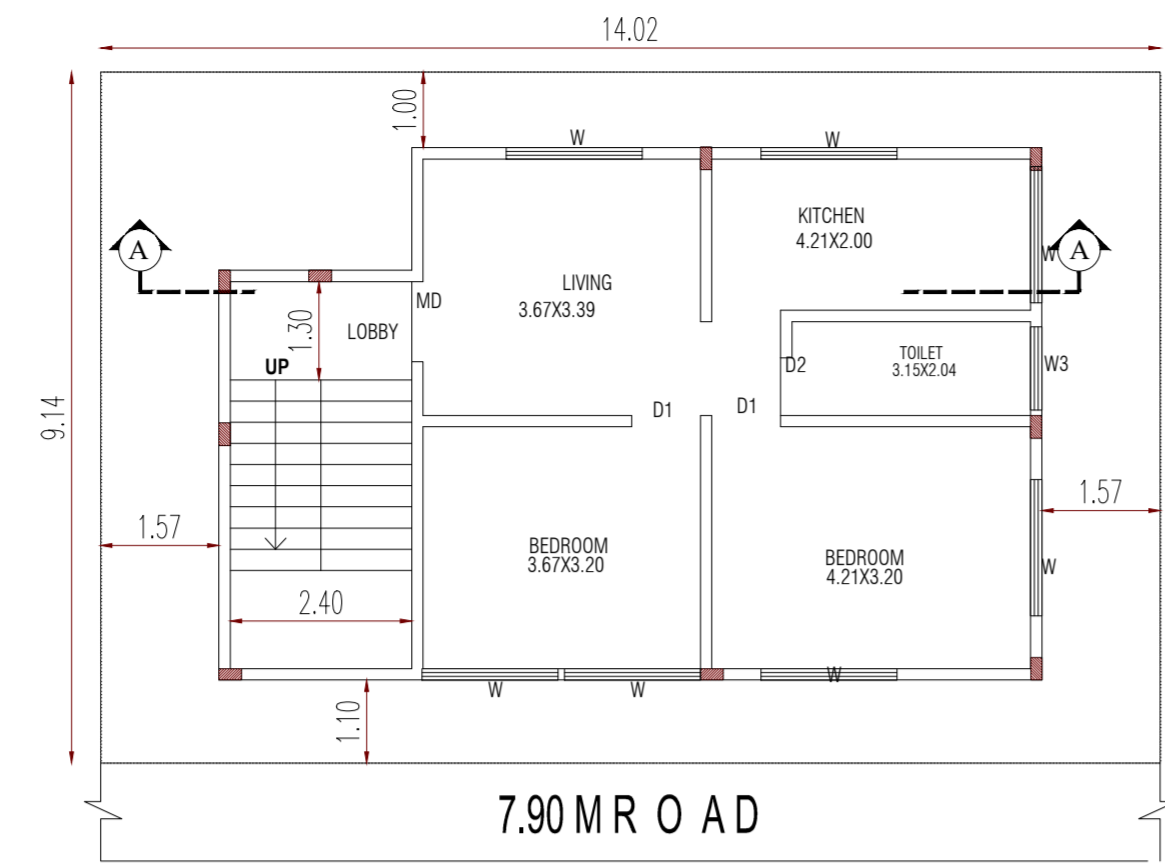 14.02
1.00
W
W
KITCHEN
4.21X2.00
A
A
W
LIVING
3.67X3.39
MD
LOBBY
1.30
UP
TOILET
3.15X2.04
D2
W3
D1
D1
9.14
1.57
1.57
BEDROOM
3.67X3.20
BEDROOM
4.21X3.20
W
2.40
W
W
W
1.10
7.90 M R O A D